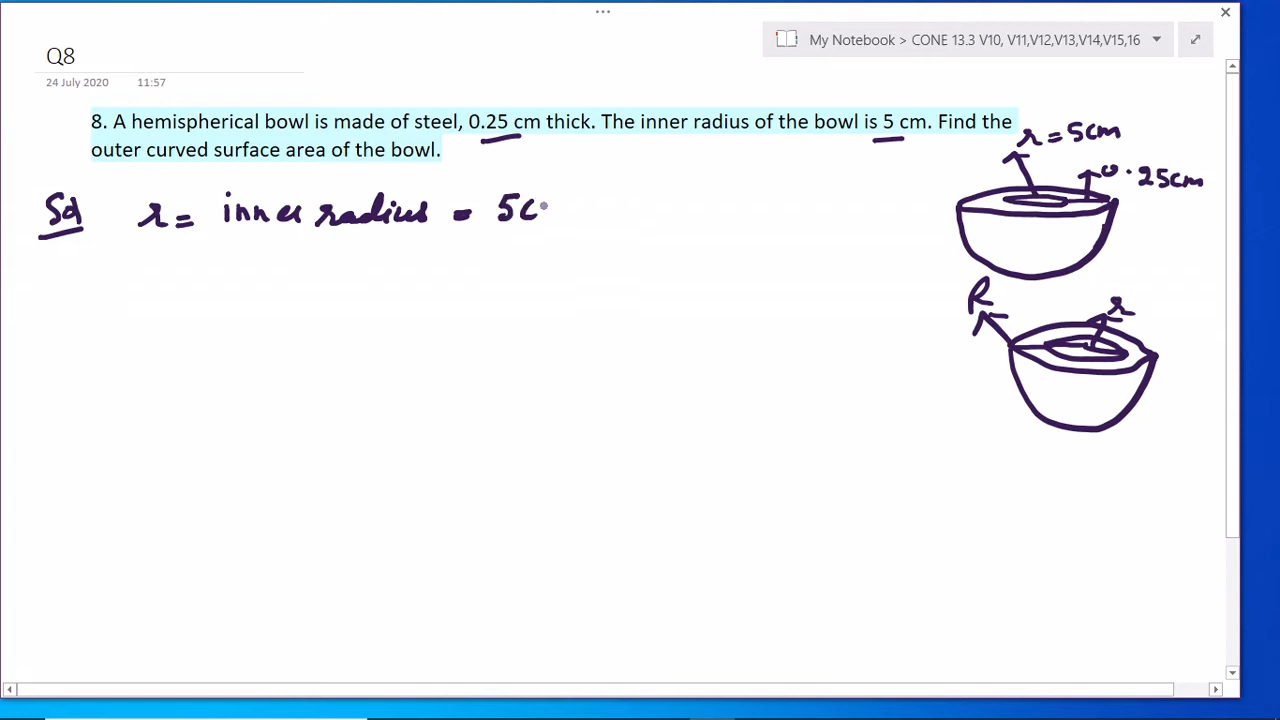 My Notebook > CONE 13.3 V10, V11,V12,V13,V14,V15,16
Q8
24 July 2020 11:57
8. A hemispherical bowl is made of steel, 0.25 cm thick. The inner radius of the bowl is 5 cm. Find the
outer curved surface area of the bowl.
r = 5cm
0.25cm
Sol r = inner radius = 5c
R
r